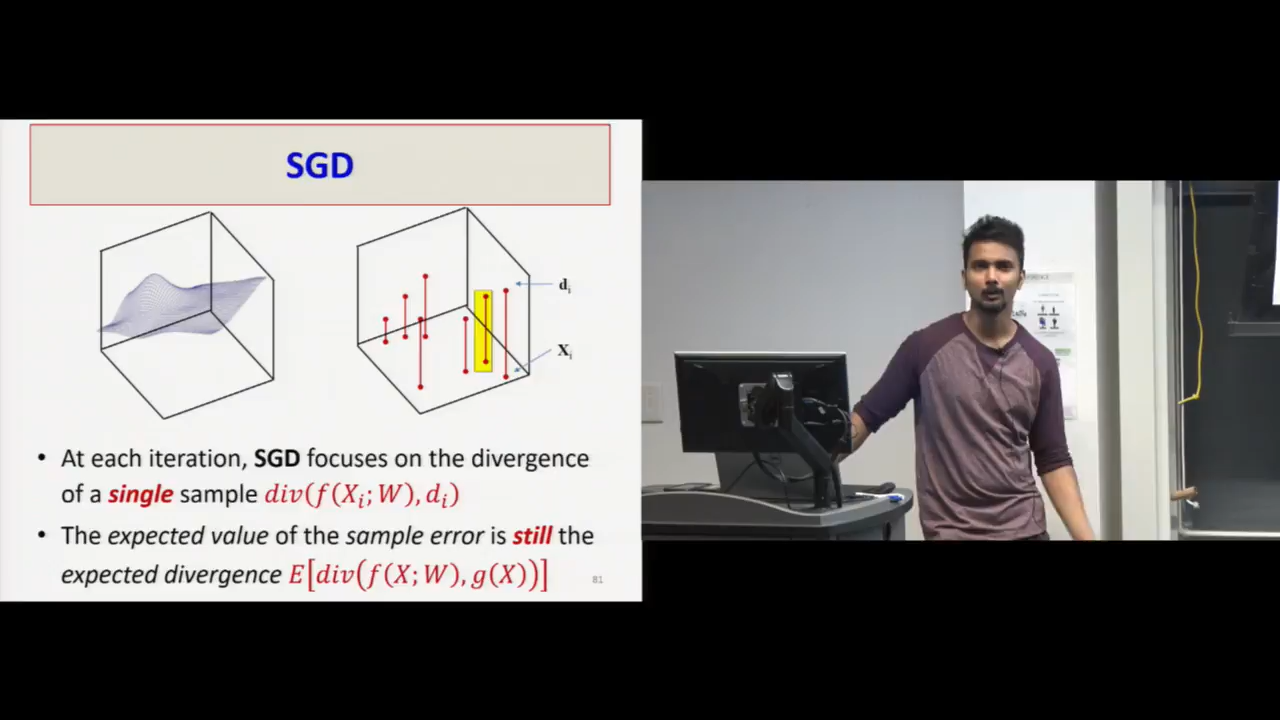 SGD
d_i
X_i
• At each iteration, SGD focuses on the divergence
of a single sample div(f(X_i; W), d_i)
• The expected value of the sample error is still the
expected divergence E[div(f(X; W), g(X))]
81